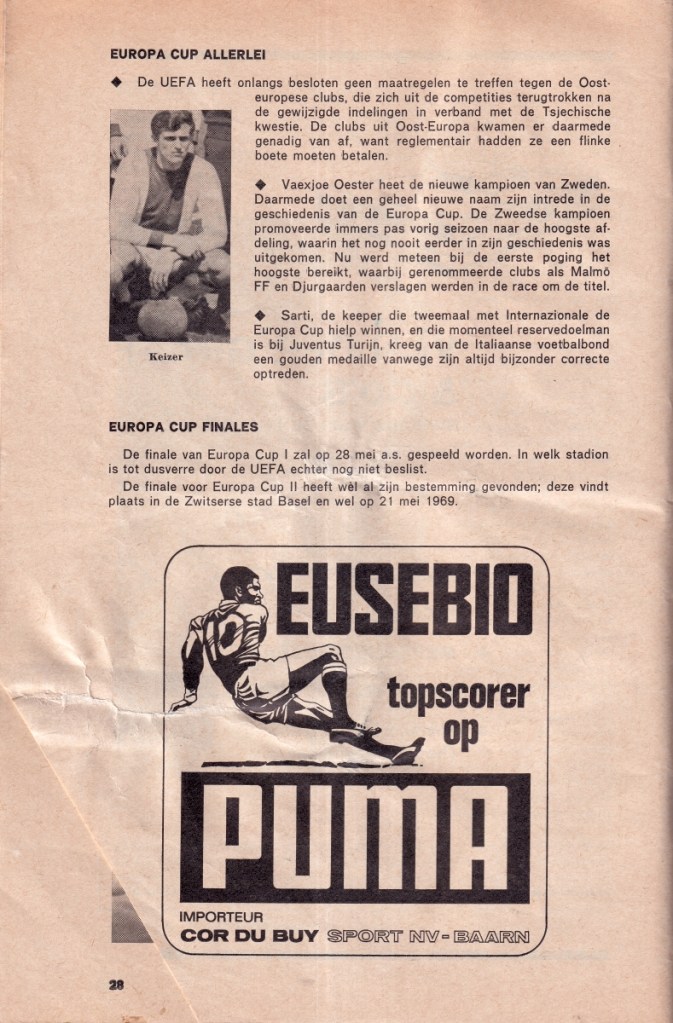 EUROPA CUP ALLERLEI
◆ De UEFA heeft onlangs besloten geen maatregelen te treffen tegen de Oost-
europese clubs, die zich uit de competities terugtrokken na
de gewijzigde indelingen in verband met de Tsjechische
kwestie. De clubs uit Oost-Europa kwamen er daarmede
genadig van af, want reglementair hadden ze een flinke
boete moeten betalen.
◆ Vaexjoe Oester heet de nieuwe kampioen van Zweden.
Daarmede doet een geheel nieuwe naam zijn intrede in de
geschiedenis van de Europa Cup. De Zweedse kampioen
promoveerde immers pas vorig seizoen naar de hoogste af-
deling, waarin het nog nooit eerder in zijn geschiedenis was
uitgekomen. Nu werd meteen bij de eerste poging het
hoogste bereikt, waarbij gerenommeerde clubs als Malmö
FF en Djurgaarden verslagen werden in de race om de titel.
◆ Sarti, de keeper die tweemaal met Internazionale de
Europa Cup hielp winnen, en die momenteel reservedoelman
is bij Juventus Turijn, kreeg van de Italiaanse voetbalbond
een gouden medaille vanwege zijn altijd bijzonder correcte
optreden.
Keizer
EUROPA CUP FINALES
De finale van Europa Cup I zal op 28 mei a.s. gespeeld worden. In welk stadion
is tot dusverre door de UEFA echter nog niet beslist.
De finale voor Europa Cup II heeft wèl al zijn bestemming gevonden; deze vindt
plaats in de Zwitserse stad Basel en wel op 21 mei 1969.
EUSEBIO
10
topscorer
op
PUMA
IMPORTEUR
COR DU BUY SPORT NV-BAARN
28